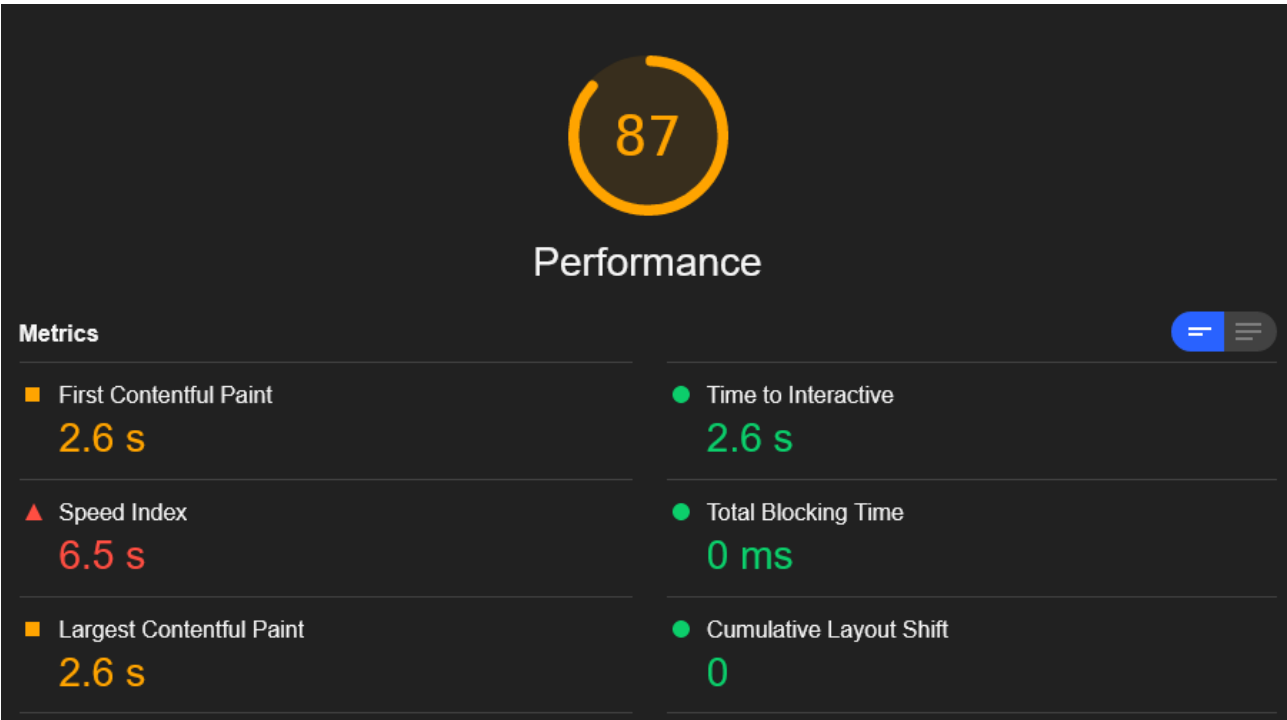 87
Performance
Metrics
First Contentful Paint
2.6 s
Time to Interactive
2.6 s
Speed Index
6.5 s
Total Blocking Time
0 ms
Largest Contentful Paint
2.6 s
Cumulative Layout Shift
0